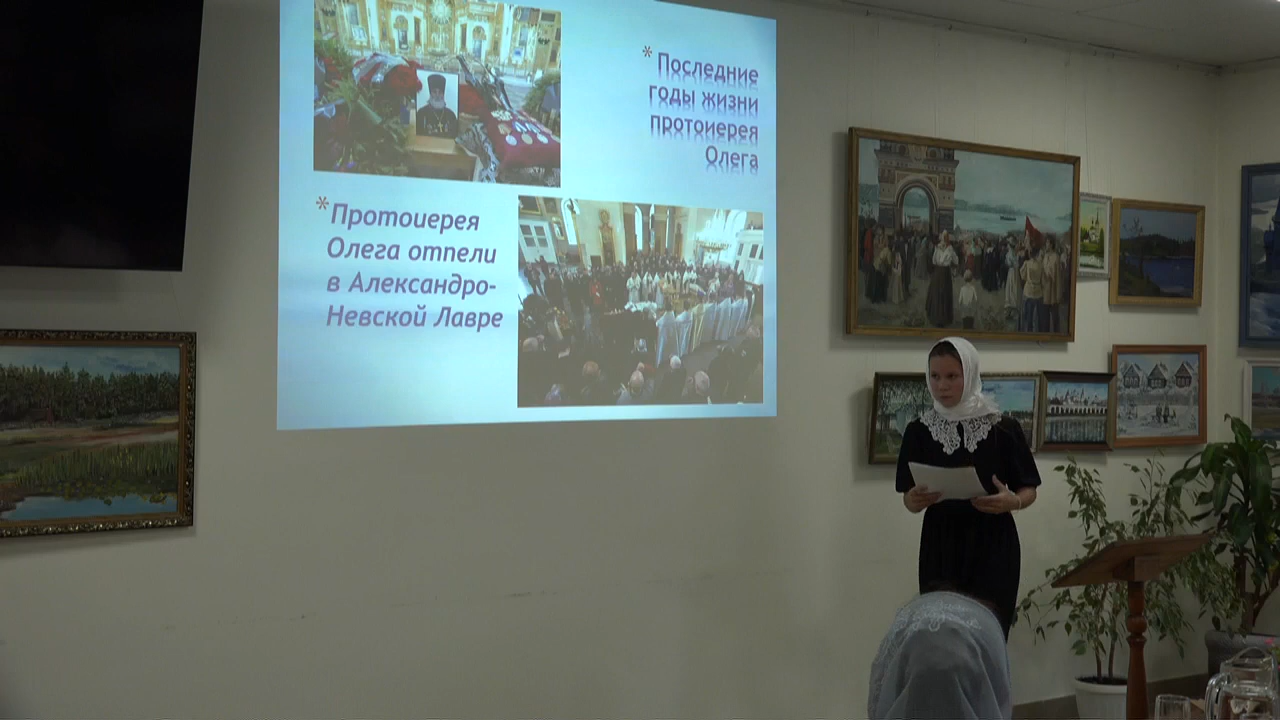 * Последние
годы жизни
протоиерея
Олега
* Протоиерея
Олега отпели
в Александро-
Невской Лавре